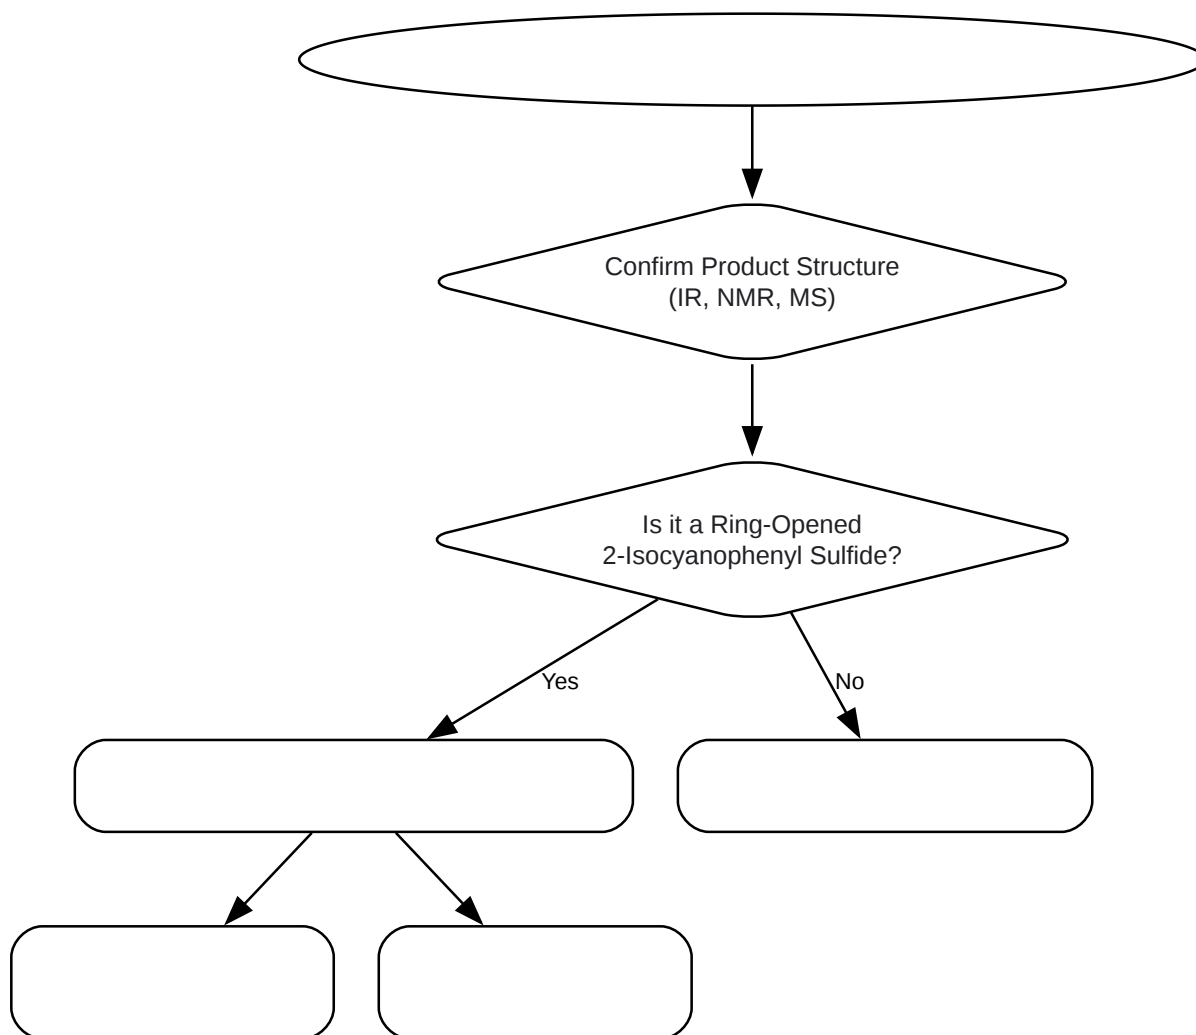 Confirm Product Structure
(IR, NMR, MS)
Is it a Ring-Opened
2-Isocyanophenyl Sulfide?
Yes
No